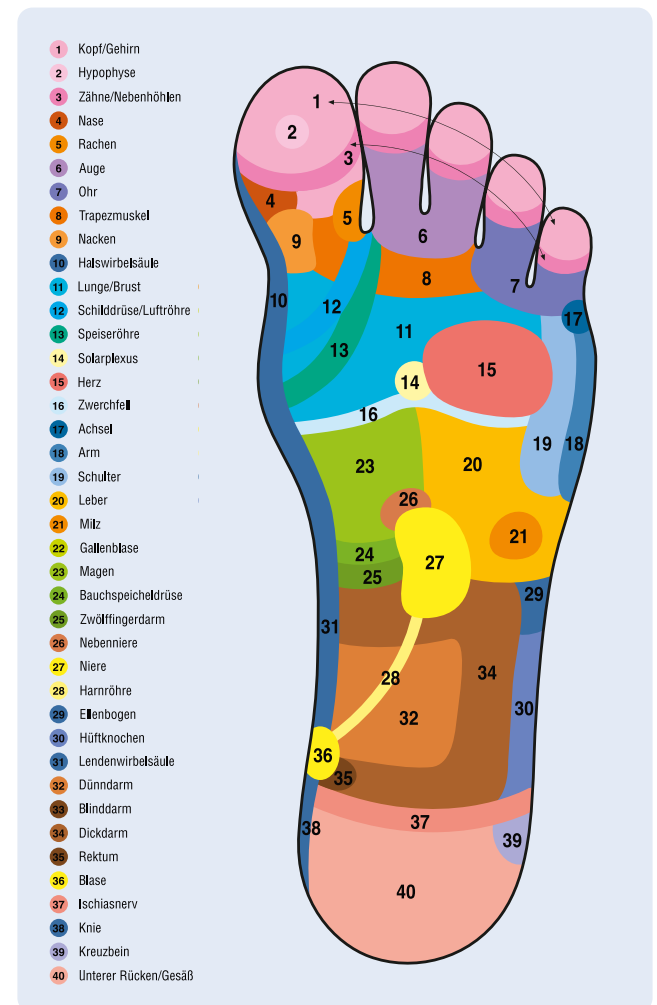 1 Kopf/Gehirn
2 Hypophyse
3 Zähne/Nebenhöhlen
4 Nase
5 Rachen
6 Auge
7 Ohr
8 Trapezmuskel
9 Nacken
10 Halswirbelsäule
11 Lunge/Brust
12 Schilddrüse/Luftröhre
13 Speiseröhre
14 Solarplexus
15 Herz
16 Zwerchfell
17 Achsel
18 Arm
19 Schulter
20 Leber
21 Milz
22 Gallenblase
23 Magen
24 Bauchspeicheldrüse
25 Zwölffingerdarm
26 Nebenniere
27 Niere
28 Harnröhre
29 Ellenbogen
30 Hüftknochen
31 Lendenwirbelsäule
32 Dünndarm
33 Blinddarm
34 Dickdarm
35 Rektum
36 Blase
37 Ischiasnerv
38 Knie
39 Kreuzbein
40 Unterer Rücken/Gesäß
1
2
3
4
5
6
9
8
7
10
12
17
11
13
15
14
16
19
18
23
20
26
21
24
27
25
29
31
34
28
30
32
36
35
37
38
39
40